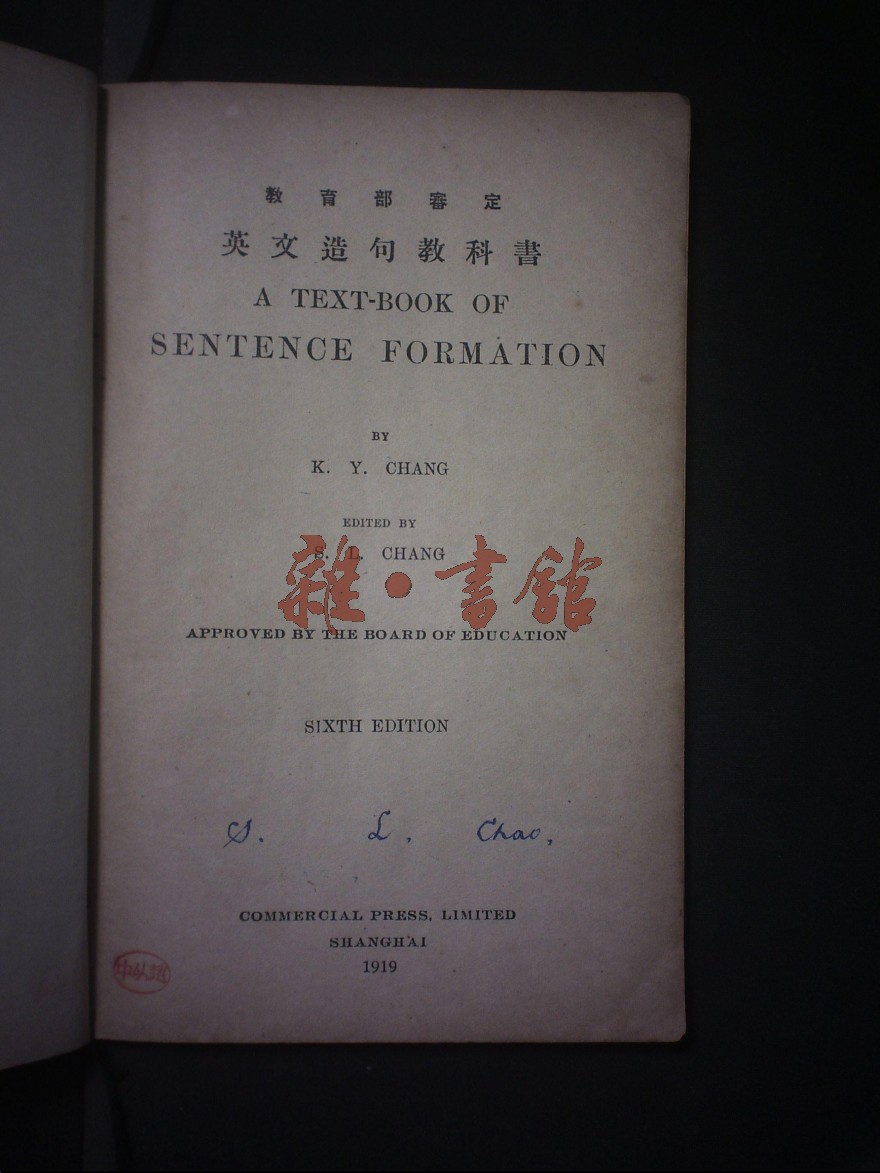 教育部審定
英文造句教科書
A TEXT-BOOK OF
SENTENCE FORMATION
BY
K. Y. CHANG
EDITED BY
S. L. CHANG
雜·書館
APPROVED BY THE BOARD OF EDUCATION
SIXTH EDITION
S. L. Chao,
COMMERCIAL PRESS, LIMITED
SHANGHAI
1919